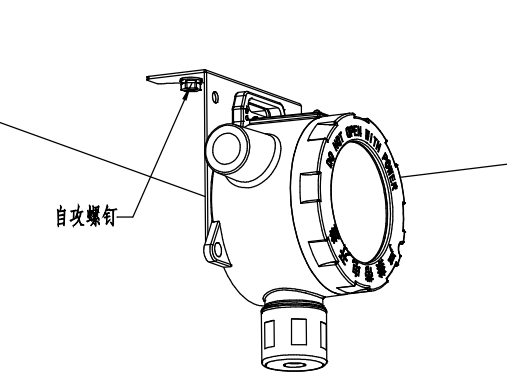 自攻螺钉
DO NOT OPEN WITH POWER